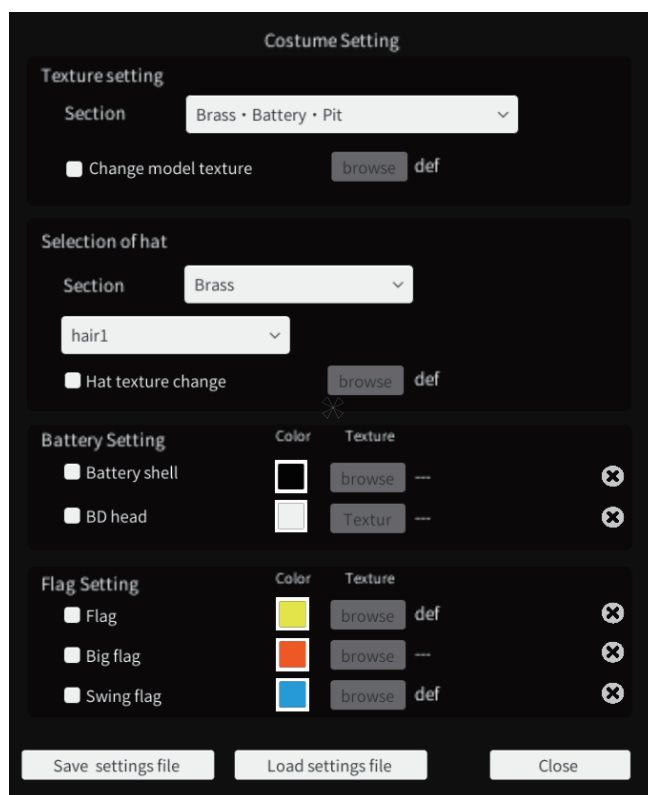 Costume Setting
Texture setting
Section Brass・Battery・Pit
Change model texture browse def
Selection of hat
Section Brass
hair1
Hat texture change browse def
Battery Setting Color Texture
Battery shell browse ---
BD head Textur ---
Flag Setting Color Texture
Flag browse def
Big flag browse ---
Swing flag browse def
Save settings file Load settings file Close